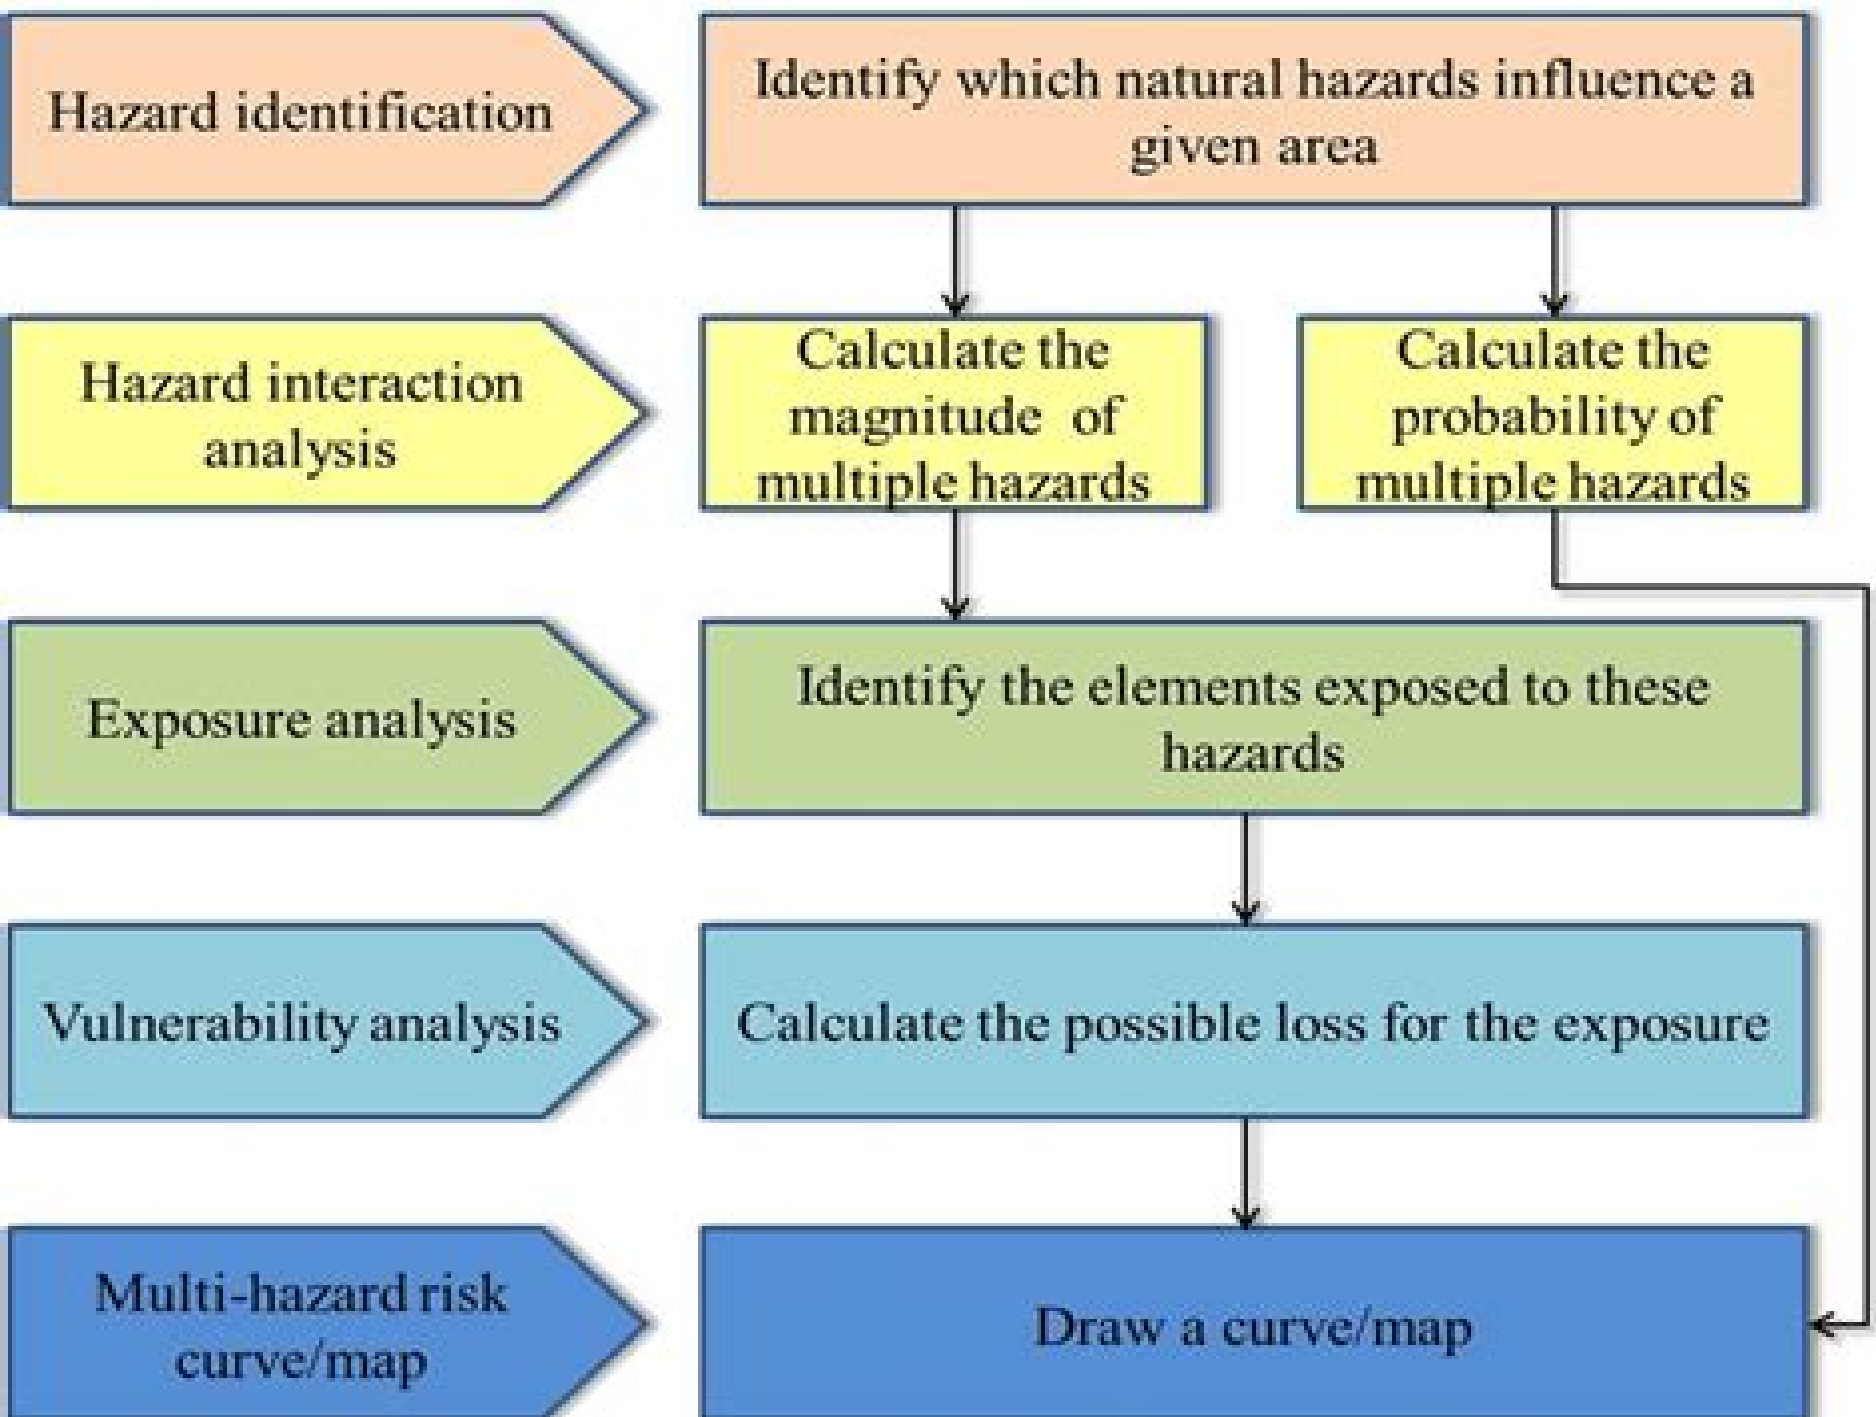 Hazard identification
Identify which natural hazards influence a
given area
Hazard interaction
analysis
Calculate the
magnitude of
multiple hazards
Calculate the
probability of
multiple hazards
Exposure analysis
Identify the elements exposed to these
hazards
Vulnerability analysis
Calculate the possible loss for the exposure
Multi-hazard risk
curve/map
Draw a curve/map